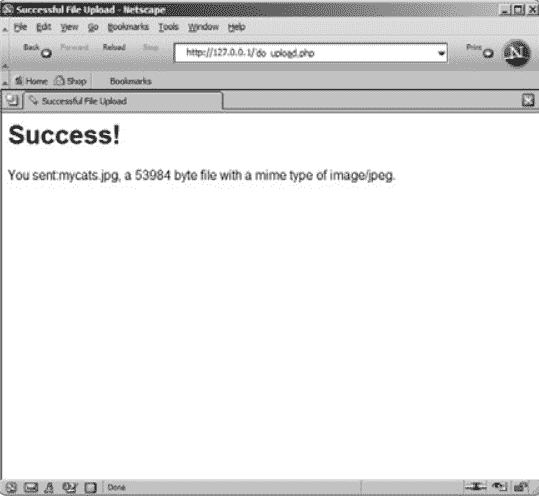 Successful File Upload - Netscape
File Edit View Go Bookmarks Tools Window Help
Back Forward Reload Stop http://127.0.0.1/do_upload.php Print N
Home Shop Bookmarks
Successful File Upload
Success!
You sent:mycats.jpg, a 53984 byte file with a mime type of image/jpeg.
Done